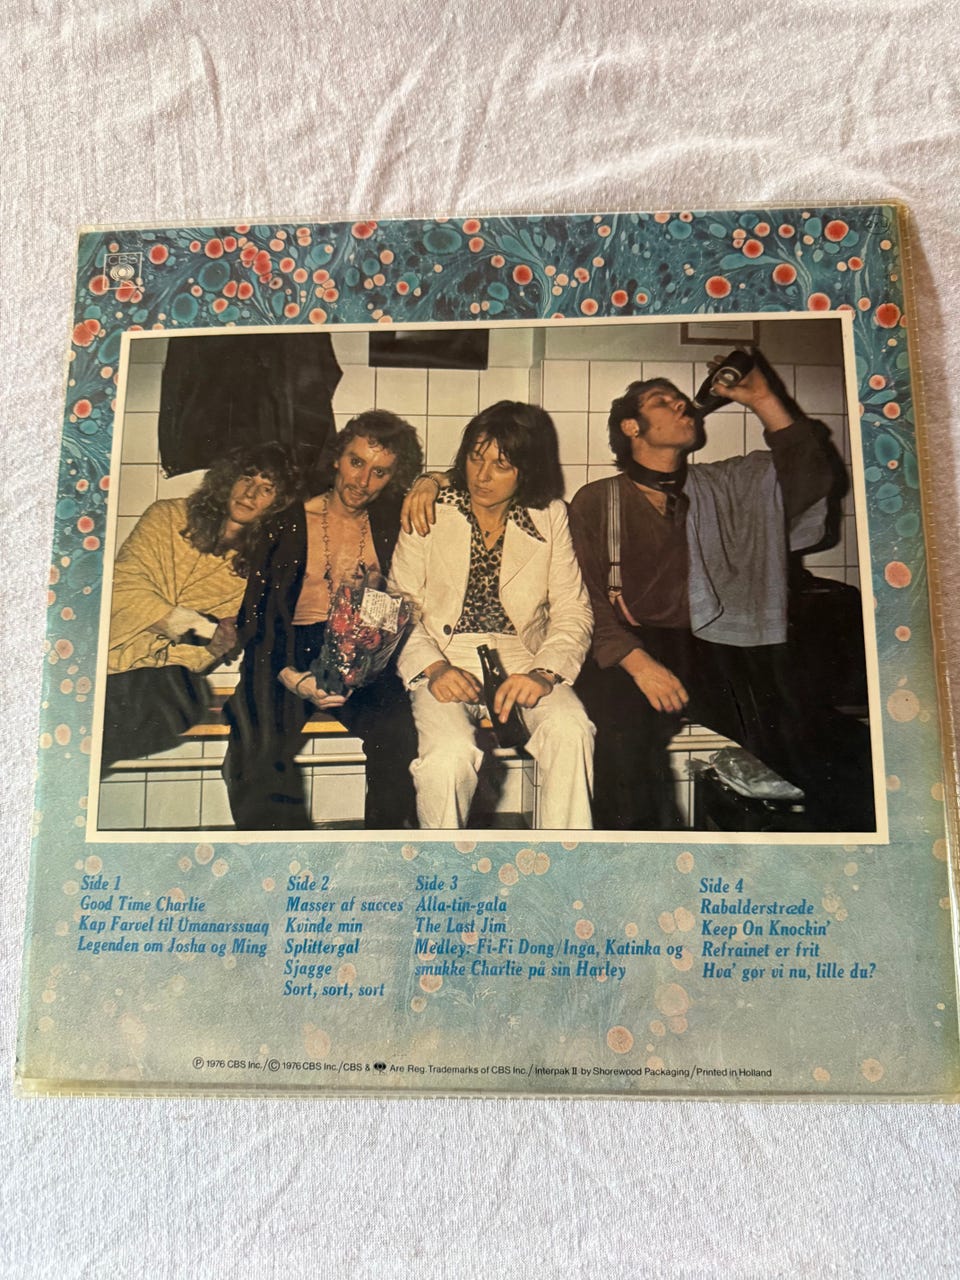 CBS
Side 1
Good Time Charlie
Kap Farvel til Umanarssuaq
Legenden om Josha og Ming
Side 2
Masser af succes
Kvinde min
Splittergal
Sjagge
Sort, sort, sort
Side 3
Alla-tin-gala
The Last Jim
Medley: Fi-Fi Dong/Inga, Katinka og
smukke Charlie på sin Harley
Side 4
Rabalderstræde
Keep On Knockin'
Refrainet er frit
Hva' gør vi nu, lille du?
Ⓟ 1976 CBS Inc./Ⓒ 1976 CBS Inc./CBS & Are Reg. Trademarks of CBS Inc./ Interpak II by Shorewood Packaging/Printed in Holland